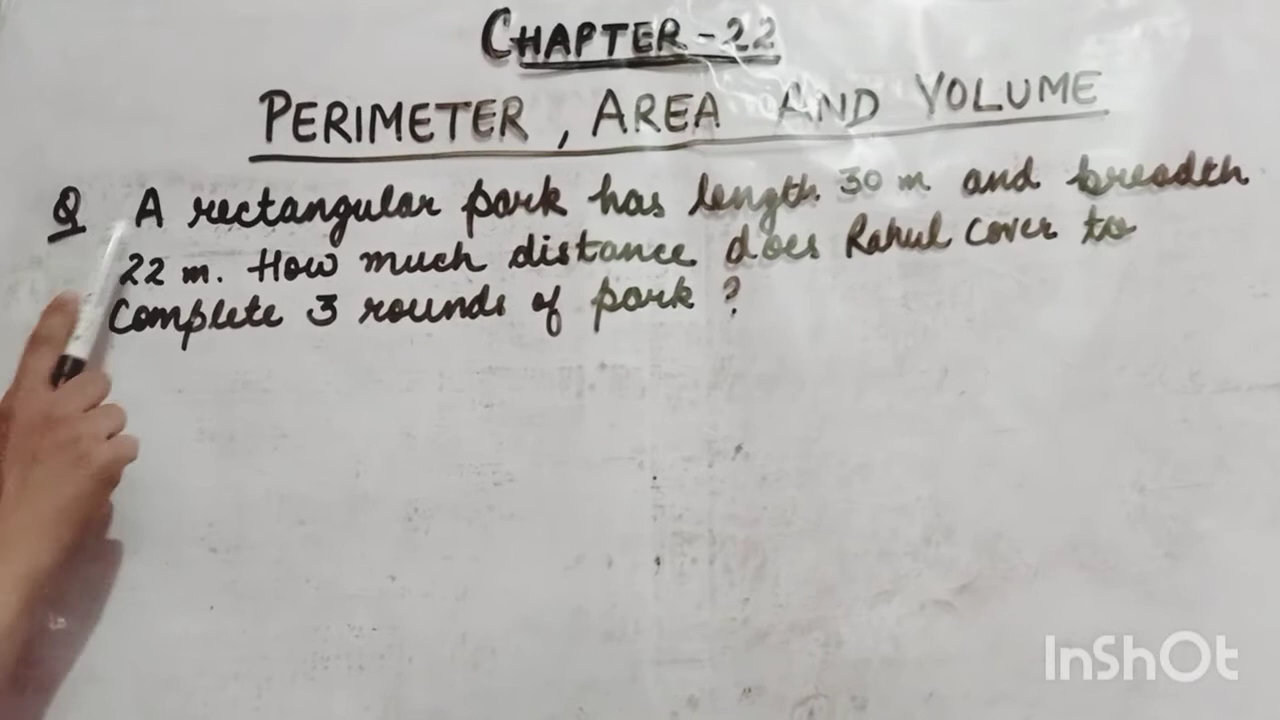 CHAPTER-22
PERIMETER, AREA AND VOLUME
Q A rectangular park has length 30 m and breadth
22 m. How much distance does Rahul cover to
Complete 3 rounds of park?
InShOt